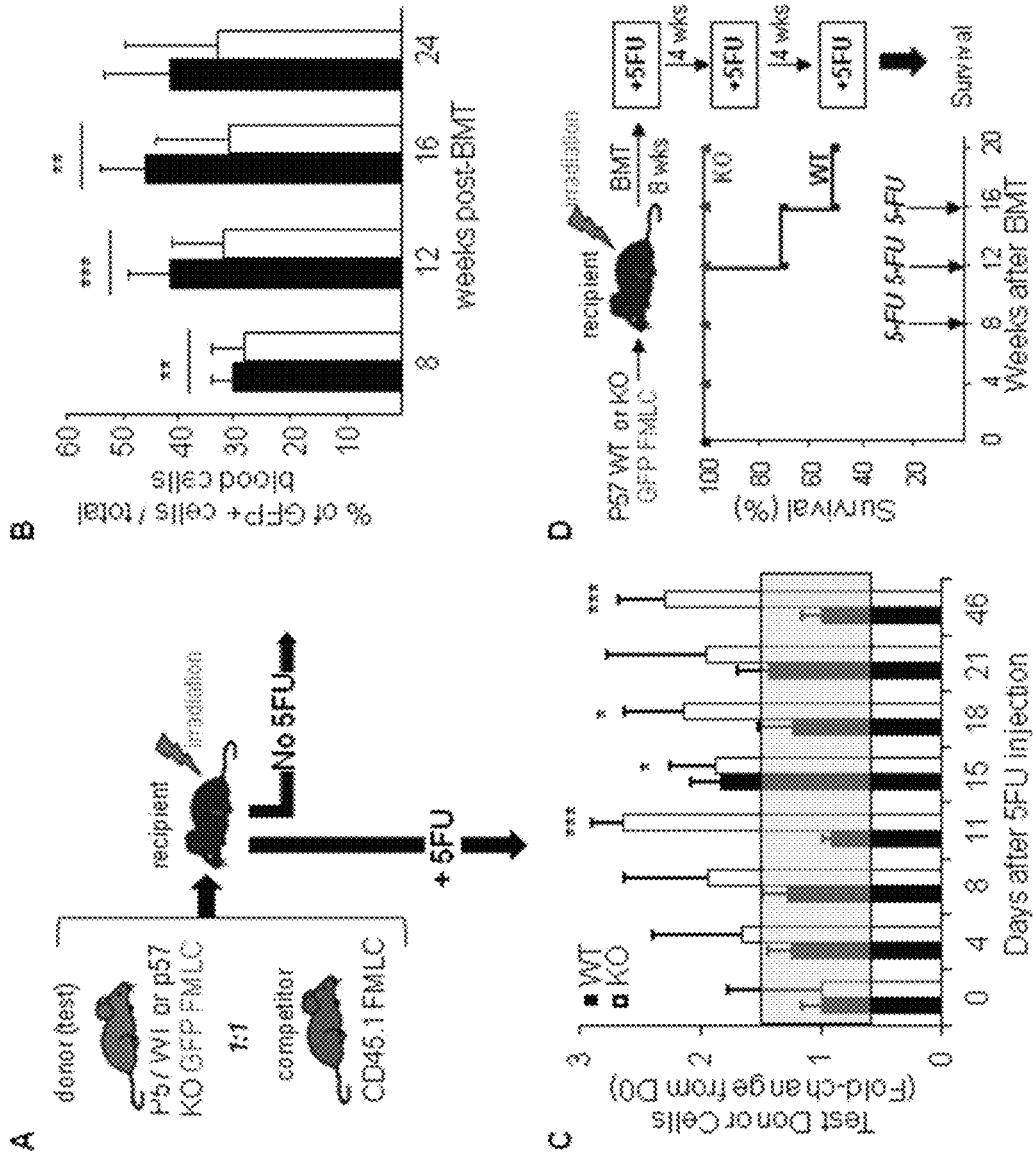 A
donor (test)
P57 WT or p57
KO GFP FMLC
1:1
competitor
CD45.1 FMLC
recipient
irradiation
No 5FU
+ 5FU
B
% of GFP+ cells / total
blood cells
60
50
40
30
20
10
**
***
**
8
12
16
24
weeks post-BMT
C
Test Donor Cells
(Fold-change from D0)
3
2
1
0
WT
KO
***
*
*
***
0
4
8
11
15
18
21
46
Days after 5FU injection
D
P57 WT or KO
GFP FMLC
recipient
irradiation
BMT
8 wks
+5FU
4 wks
+5FU
4 wks
+5FU
Survival
Survival (%)
100
80
60
40
20
KO
WT
5-FU 5-FU 5-FU
0
4
8
12
16
20
Weeks after BMT